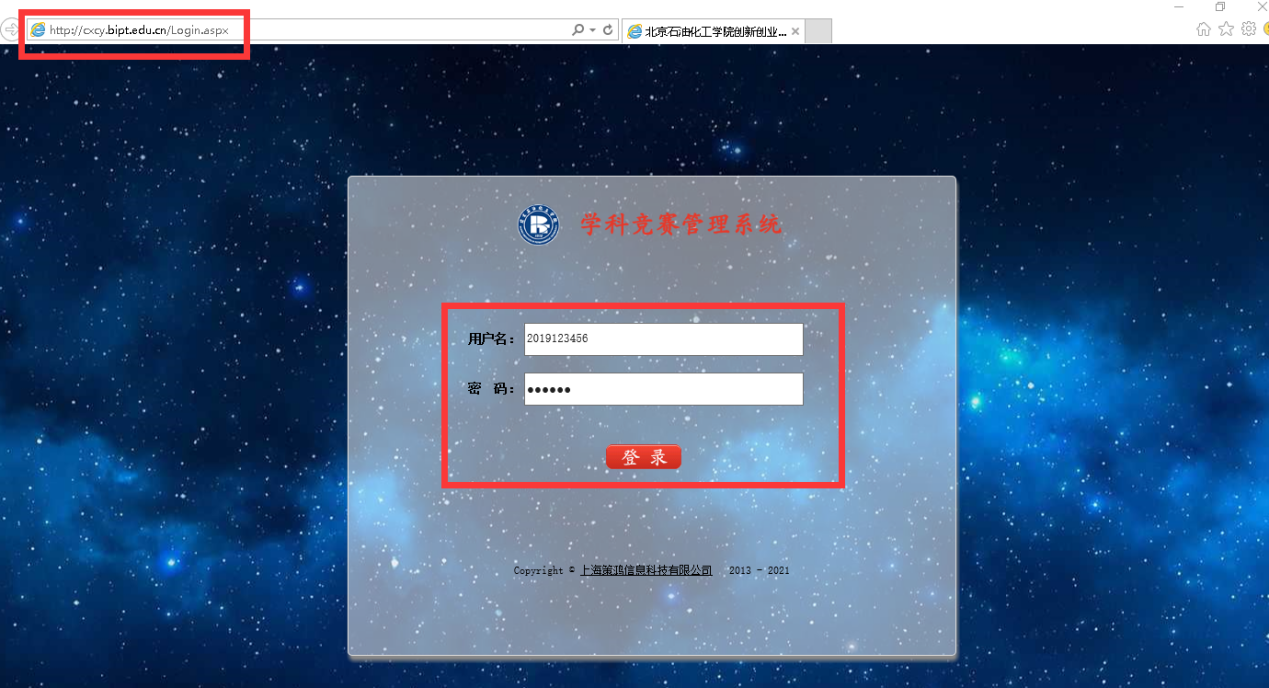 http://cxcy.bipt.edu.cn/Login.aspx
北京石油化工学院创新创业...
学科竞赛管理系统
用户名：2019123456
密 码：●●●●●●
登 录
Copyright © 上海策鸿信息科技有限公司 2013 - 2021